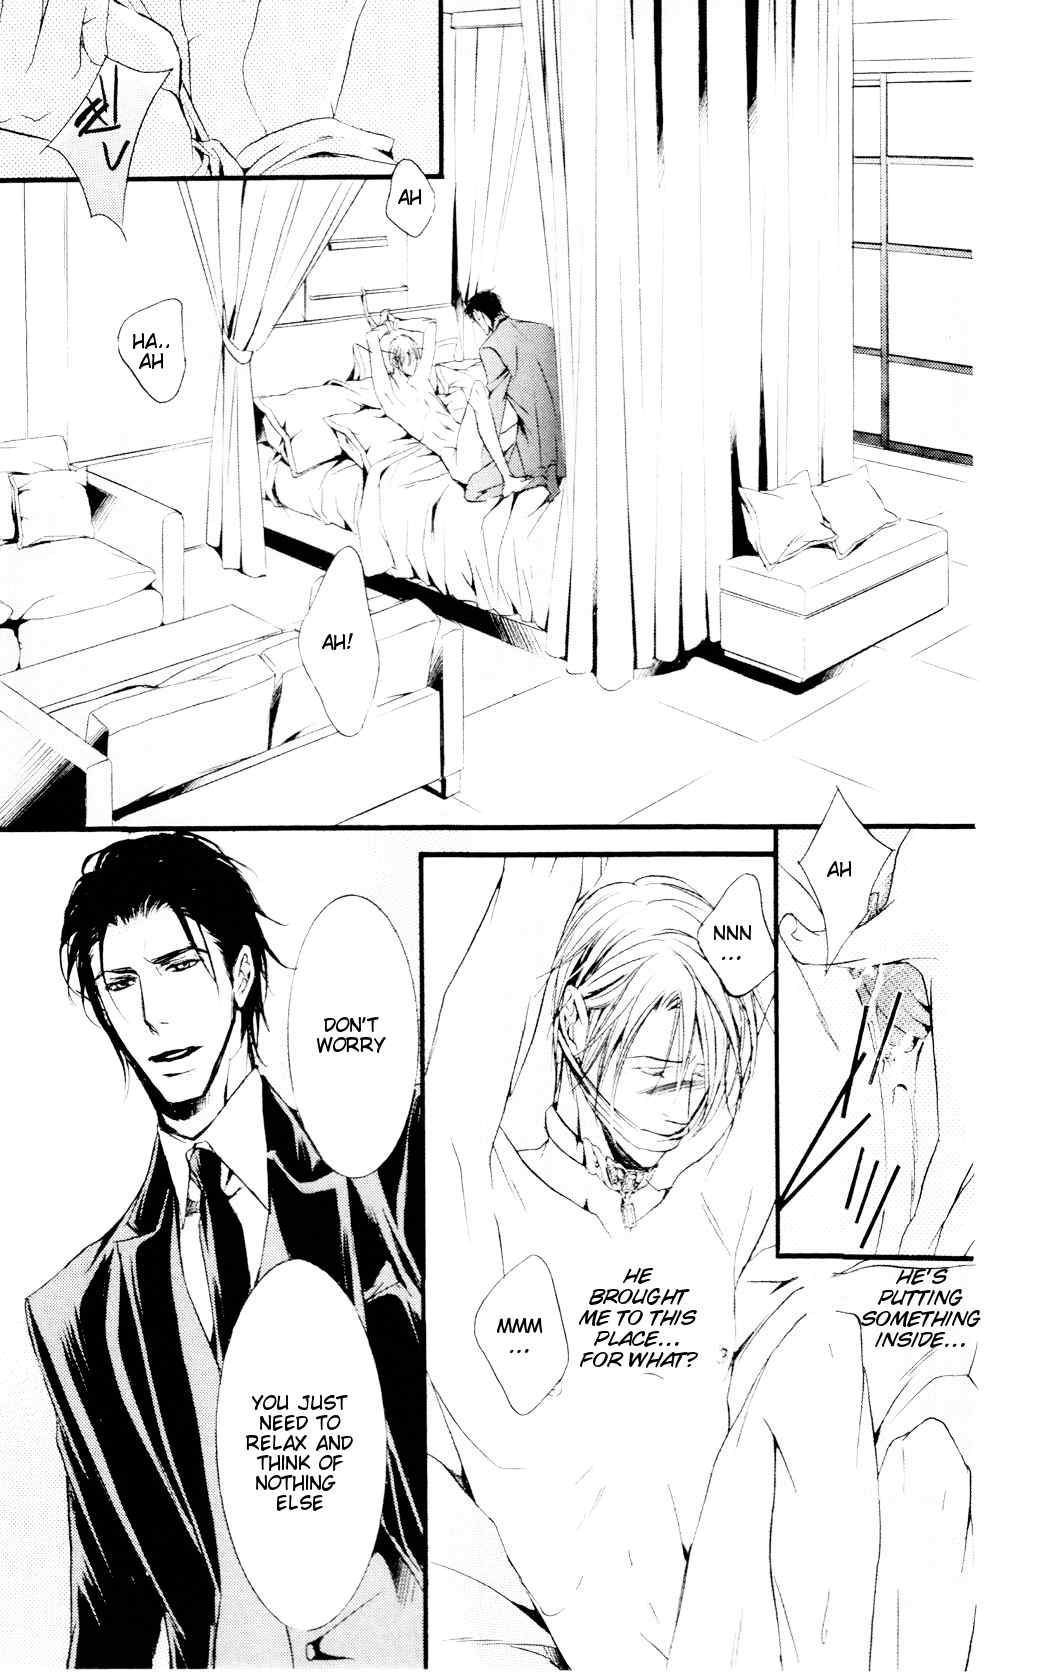 AH
HA..
AH
AH!
AH
HE'S
PUTTING
SOMETHING
INSIDE...
NNN
...
HE
BROUGHT
ME TO THIS
PLACE...
FOR WHAT?
MMM
...
DON'T
WORRY
YOU JUST
NEED TO
RELAX AND
THINK OF
NOTHING
ELSE